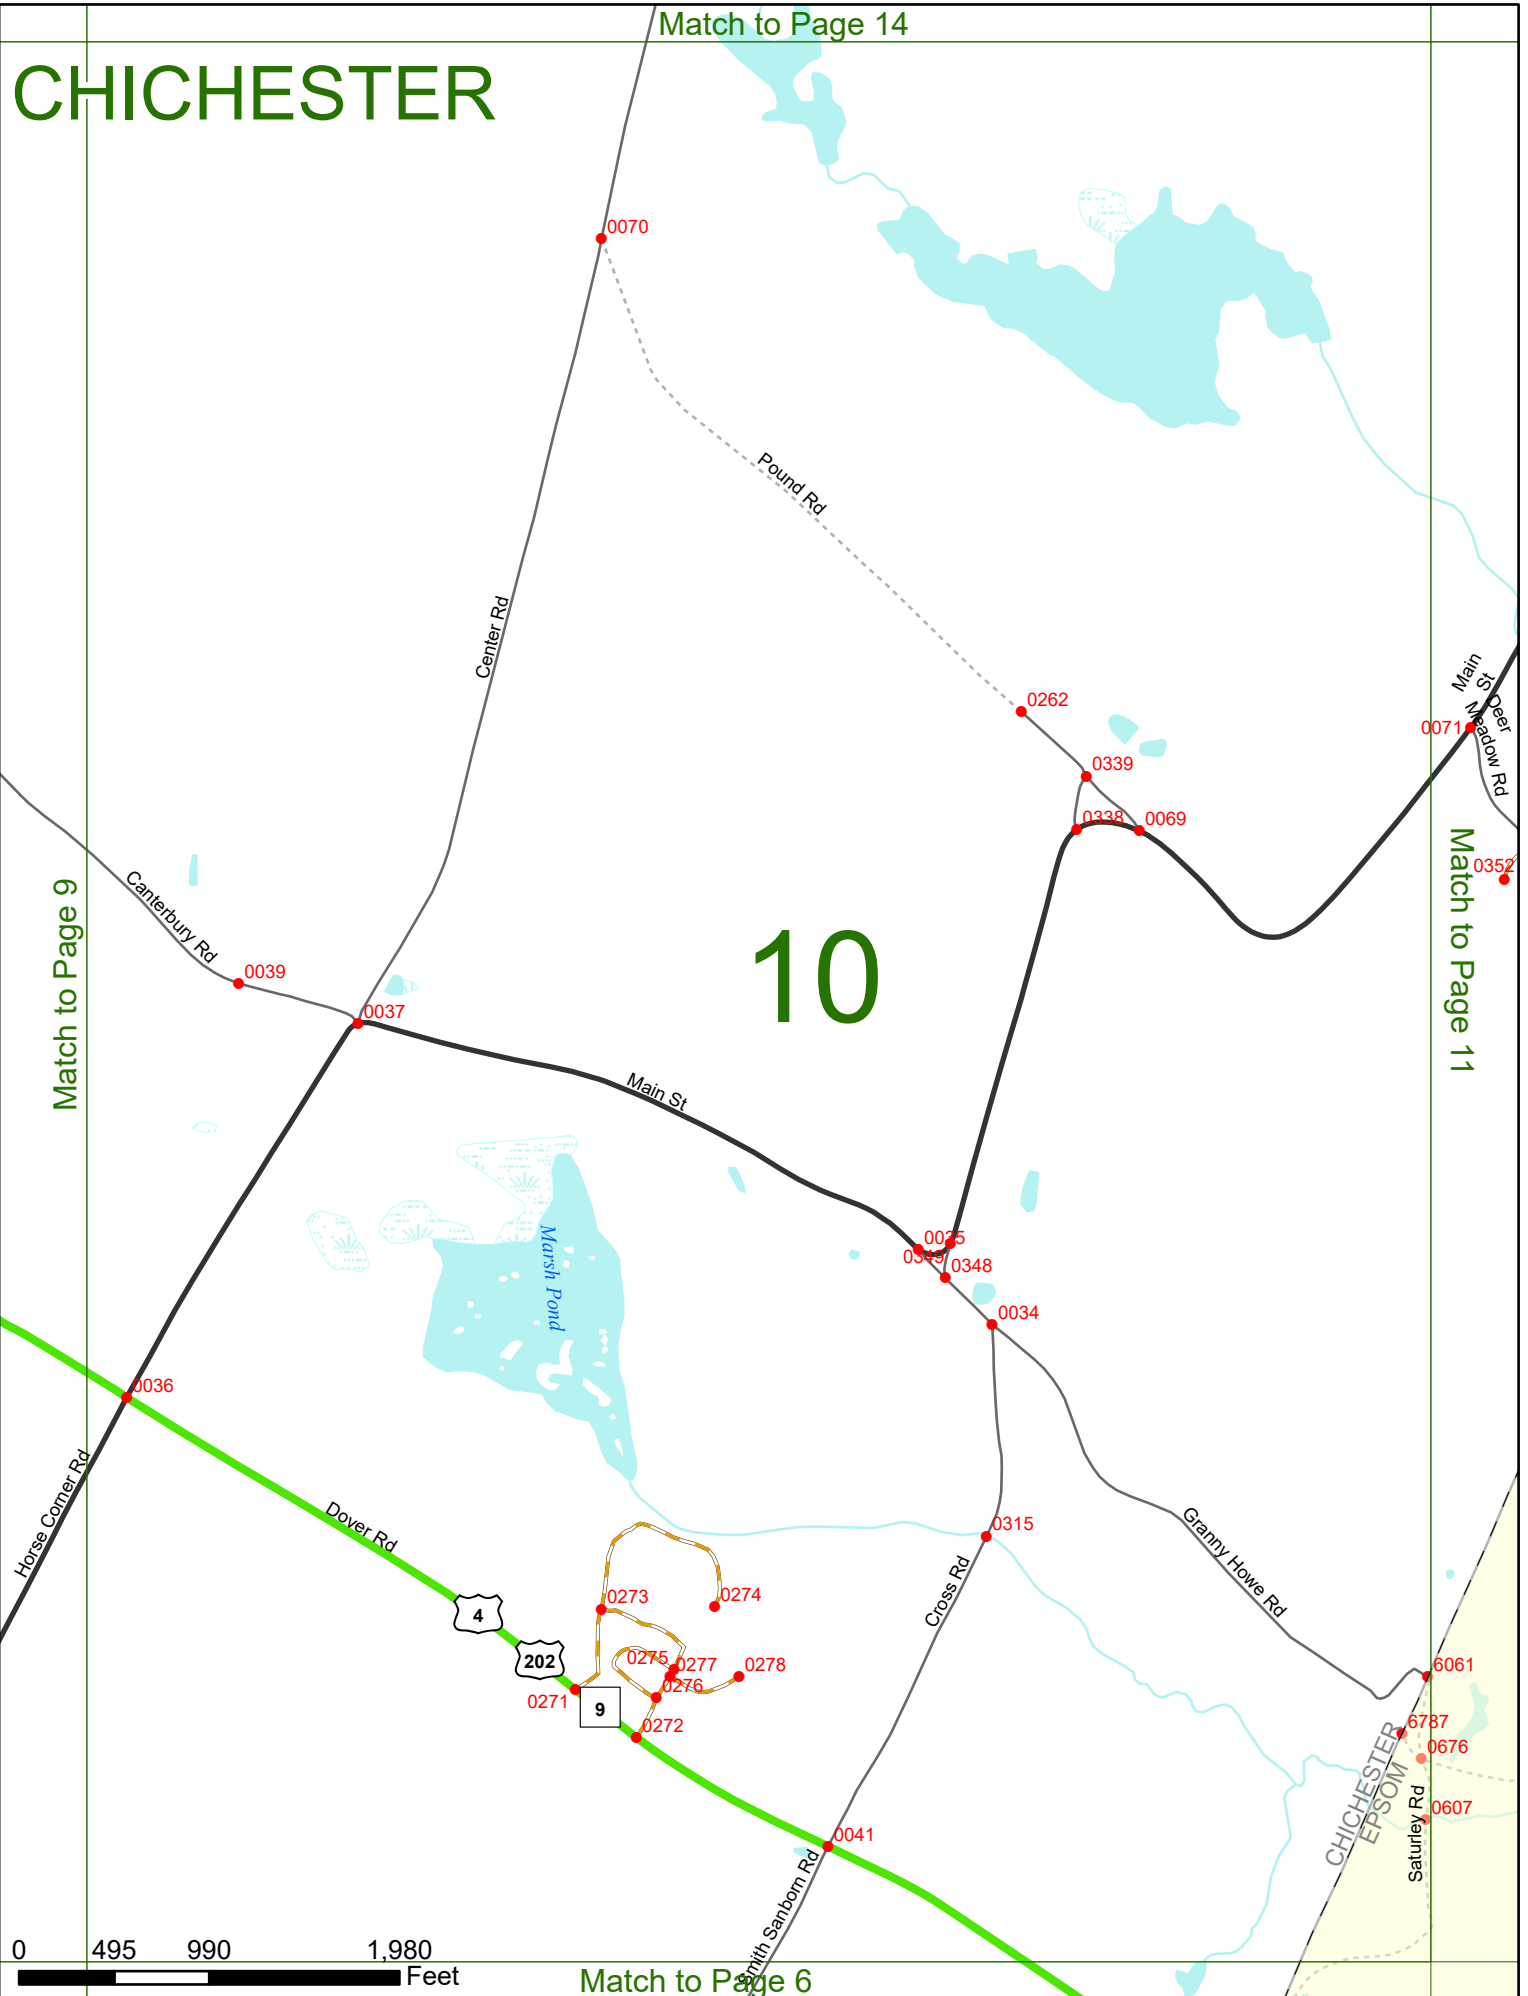 Match to Page 14
CHICHESTER
0070
Pound Rd
Center Rd
0262
Main
St
Deer
Meadow Rd
0071
0339
0338
0069
0352
Match to Page 9
Match to Page 11
Canterbury Rd
10
0039
0037
Main St
Marsh Pond
0035
0349
0348
0034
0036
Horse Corner Rd
Dover Rd
0315
Granny Howe Rd
Cross Rd
4
202
9
0273
0274
0275
0277
0278
0276
0271
0272
6061
6787
0676
0607
CHICHESTER
EPSOM
Saturley Rd
0041
Smith Sanborn Rd
0 495 990 1,980
Feet
Match to Page 6